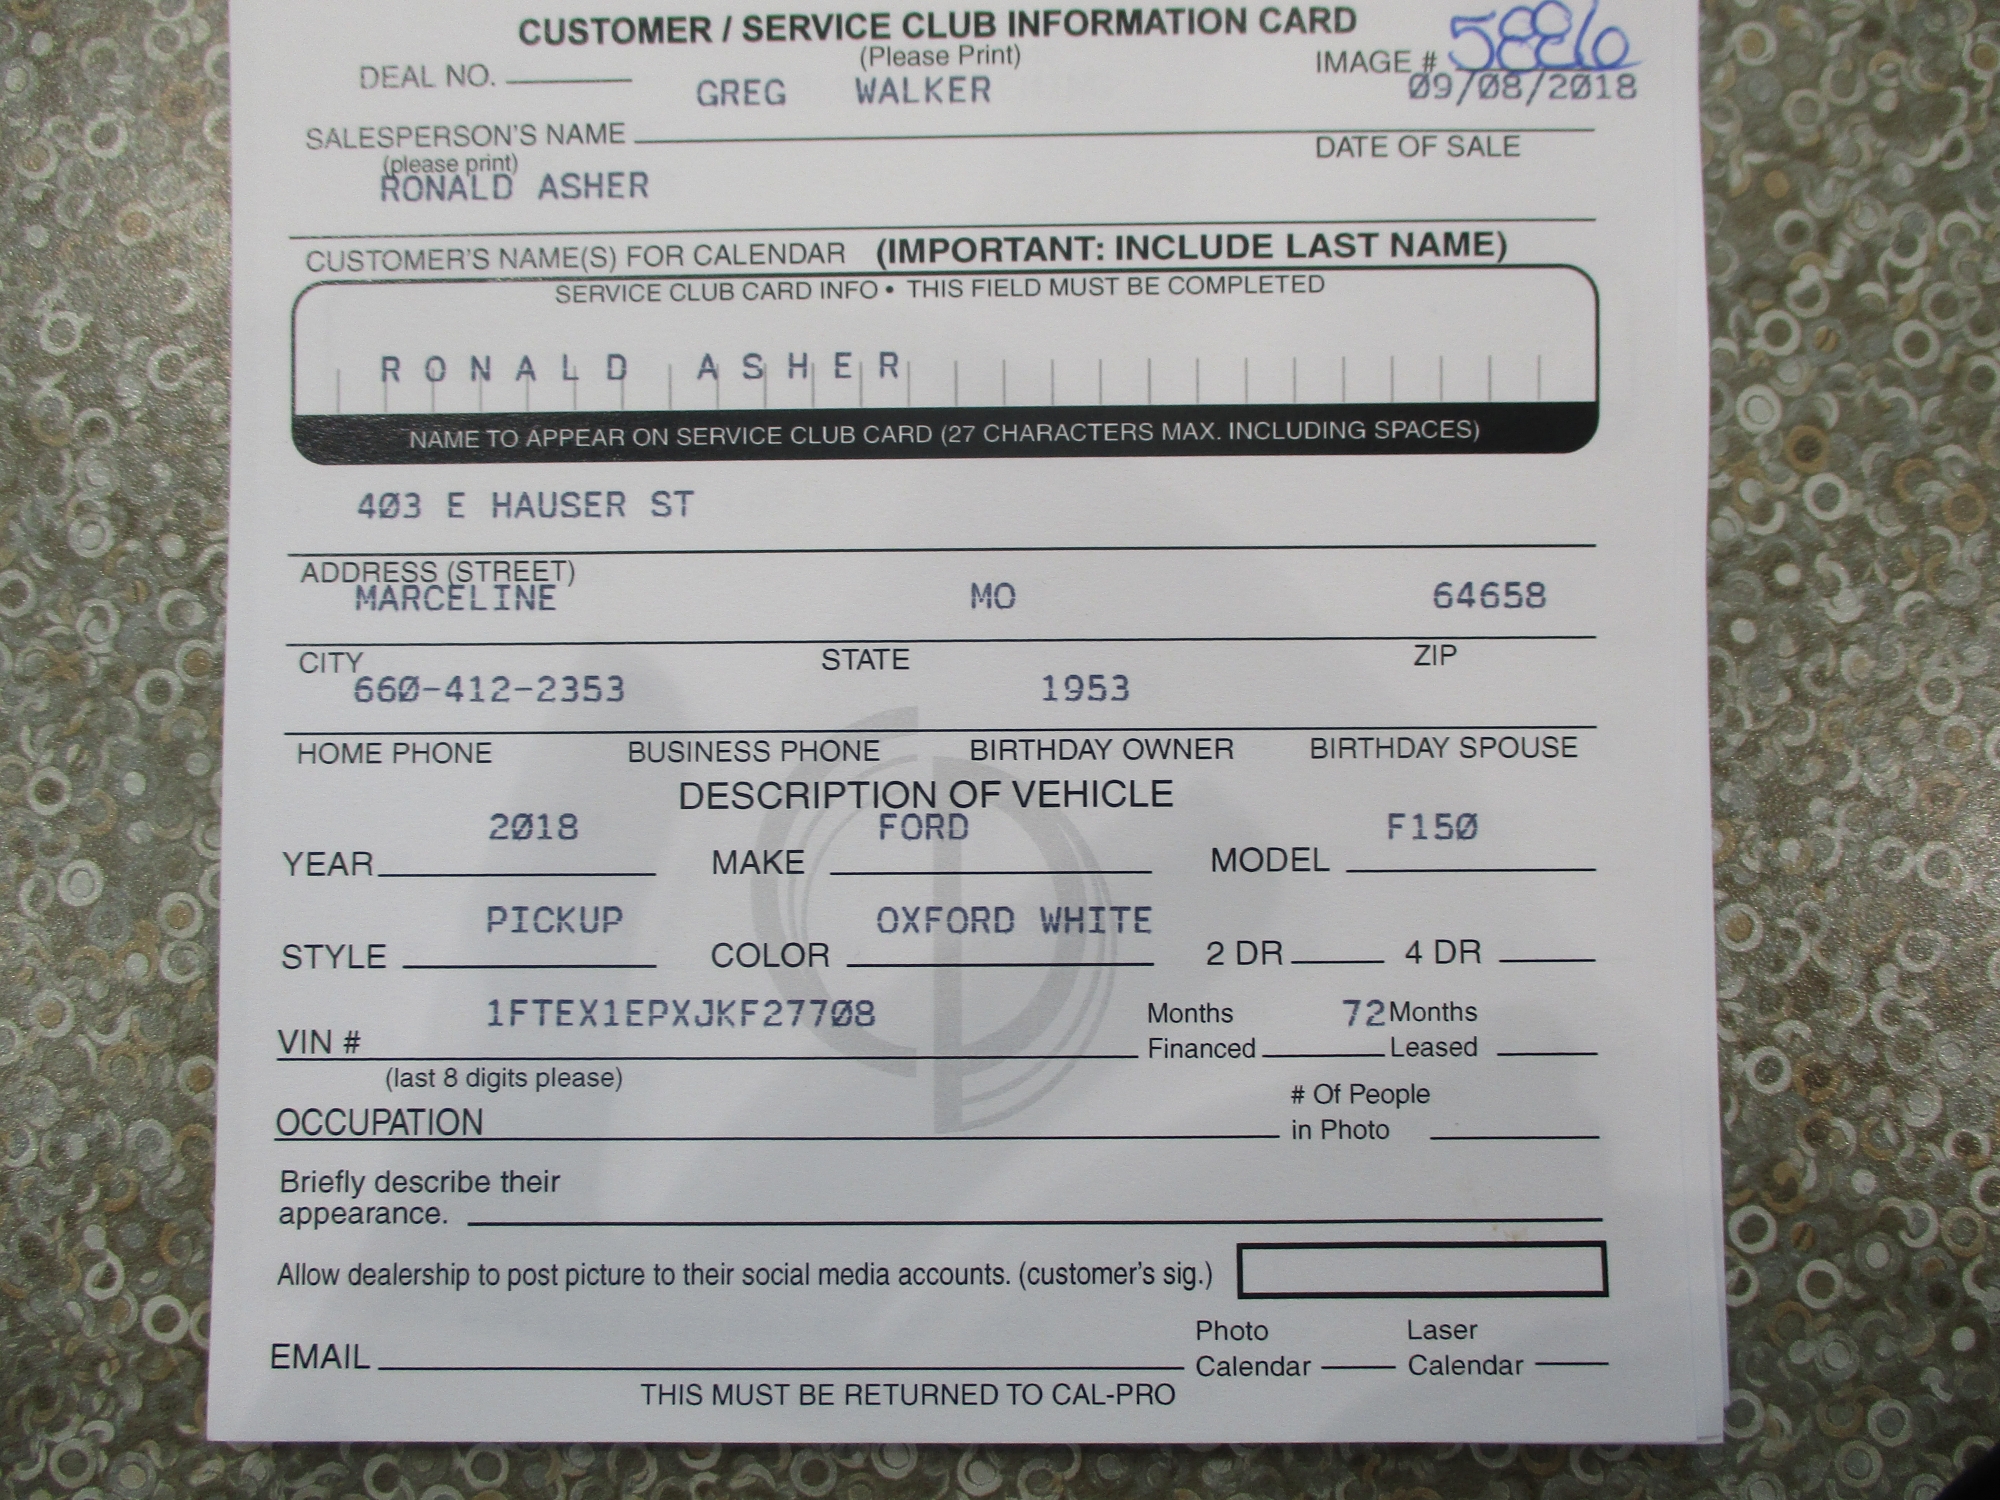 CUSTOMER / SERVICE CLUB INFORMATION CARD
(Please Print)
DEAL NO. IMAGE # 5886
GREG WALKER 09/08/2018
SALESPERSON'S NAME DATE OF SALE
(please print)
RONALD ASHER
CUSTOMER'S NAME(S) FOR CALENDAR (IMPORTANT: INCLUDE LAST NAME)
SERVICE CLUB CARD INFO • THIS FIELD MUST BE COMPLETED
RONALD ASHER
NAME TO APPEAR ON SERVICE CLUB CARD (27 CHARACTERS MAX. INCLUDING SPACES)
403 E HAUSER ST
ADDRESS (STREET)
MARCELINE MO 64658
CITY STATE ZIP
660-412-2353 1953
HOME PHONE BUSINESS PHONE BIRTHDAY OWNER BIRTHDAY SPOUSE
DESCRIPTION OF VEHICLE
2018 FORD F150
YEAR MAKE MODEL
PICKUP OXFORD WHITE
STYLE COLOR 2 DR 4 DR
1FTEX1EPXJKF27708 Months 72 Months
VIN # Financed Leased
(last 8 digits please)
# Of People
OCCUPATION in Photo
Briefly describe their
appearance.
Allow dealership to post picture to their social media accounts. (customer's sig.)
Photo Laser
EMAIL Calendar Calendar
THIS MUST BE RETURNED TO CAL-PRO